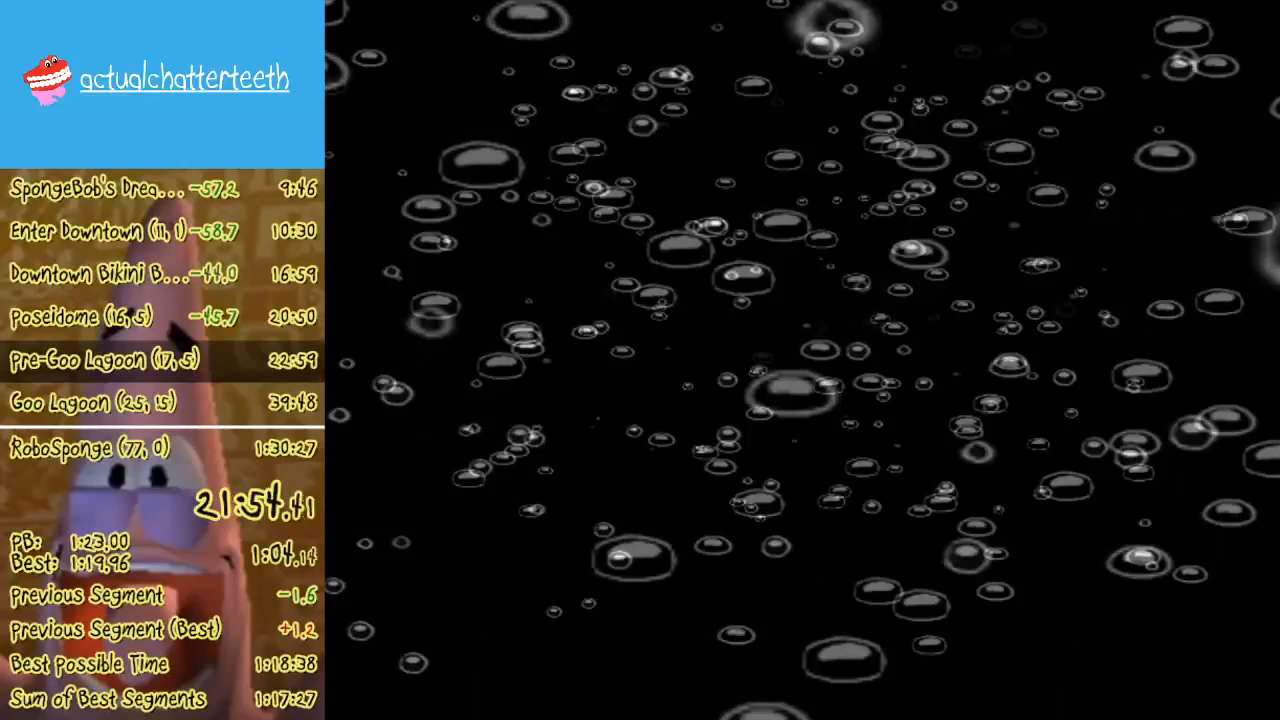 actualchatterteeth
SpongeBob's Drea... -57.2 9:46
Enter Downtown (11, 1) -58.7 10:30
Downtown Bikini B... -44.0 16:59
Poseidome (16, 5) -45.7 20:50
Pre-Goo Lagoon (17, 5) 22:59
Goo Lagoon (25, 15) 39:48
RoboSponge (77, 0) 1:30:27
21:54.41
PB: 1:23.00
Best: 1:19.96 1:04.14
Previous Segment -1.6
Previous Segment (Best) +1.2
Best Possible Time 1:18:38
Sum of Best Segments 1:17:27